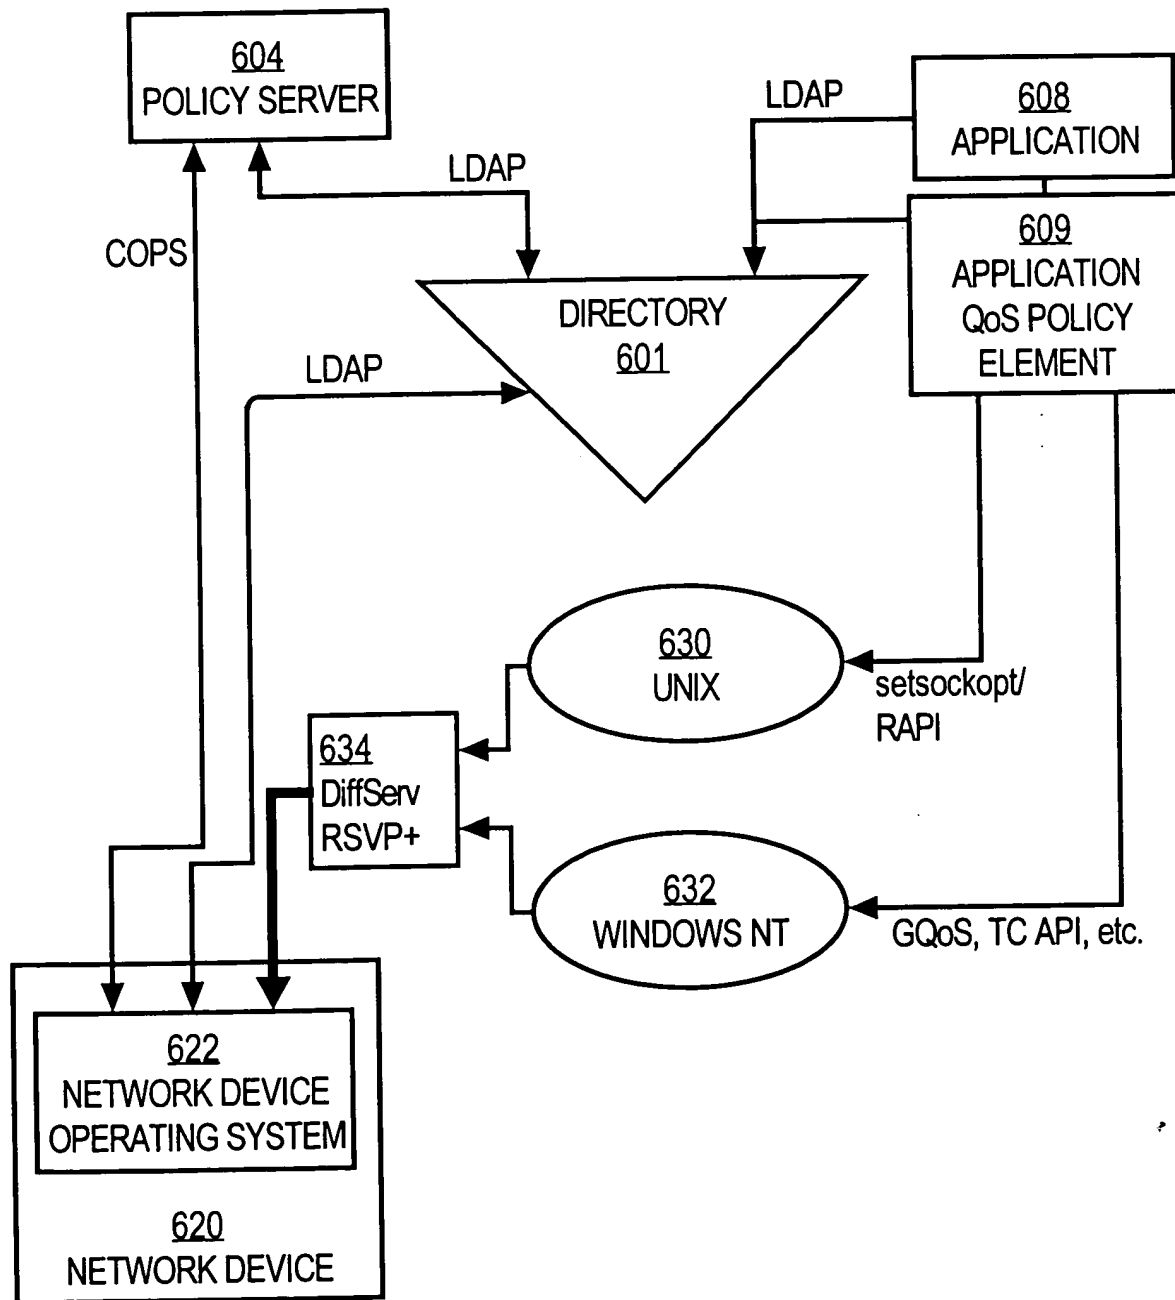 604
POLICY SERVER
LDAP
608
APPLICATION
LDAP
COPS
609
APPLICATION
QoS POLICY
ELEMENT
DIRECTORY
601
LDAP
630
UNIX
setsockopt/
RAPI
634
DiffServ
RSVP+
632
WINDOWS NT
GQoS, TC API, etc.
622
NETWORK DEVICE
OPERATING SYSTEM
620
NETWORK DEVICE